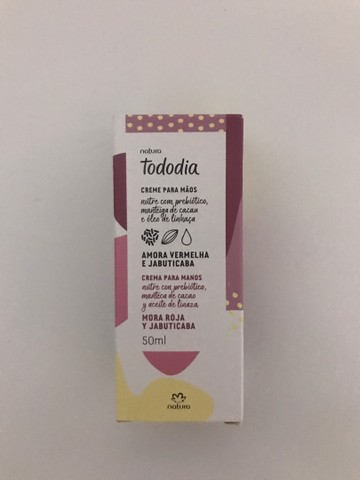 natura
Tododia
CREME PARA MÃOS
nutre com prebiótico,
manteiga de cacau
e óleo de linhaça
AMORA VERMELHA
E JABUTICABA
CREMA PARA MANOS
nutre con prebiótico,
manteca de cacao
y aceite de linaza
MORA ROJA
Y JABUTICABA
50ml
natura